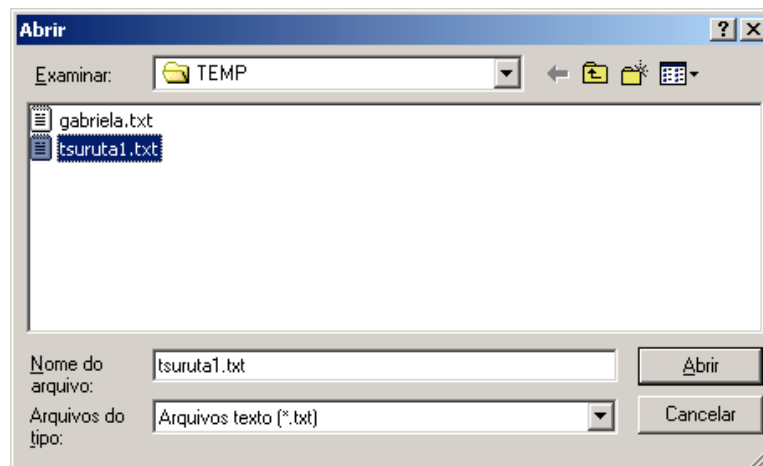 Abrir
Examinar: TEMP
gabriela.txt
tsuruta1.txt
Nome do arquivo: tsuruta1.txt Abrir
Arquivos do tipo: Arquivos texto (*.txt) Cancelar